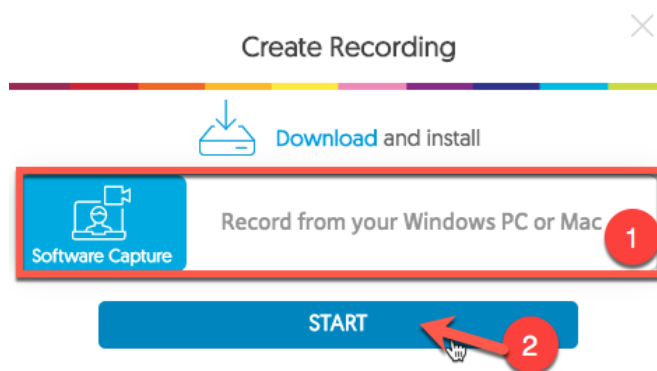 Create Recording
Download and install
Record from your Windows PC or Mac
1
Software Capture
START
2